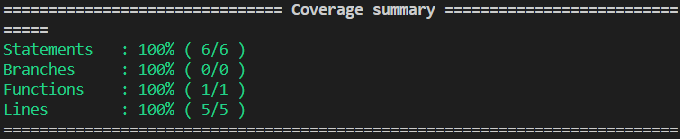 =============================== Coverage summary ==========================
=====
Statements   : 100% ( 6/6 )
Branches     : 100% ( 0/0 )
Functions    : 100% ( 1/1 )
Lines        : 100% ( 5/5 )
==============================================================================